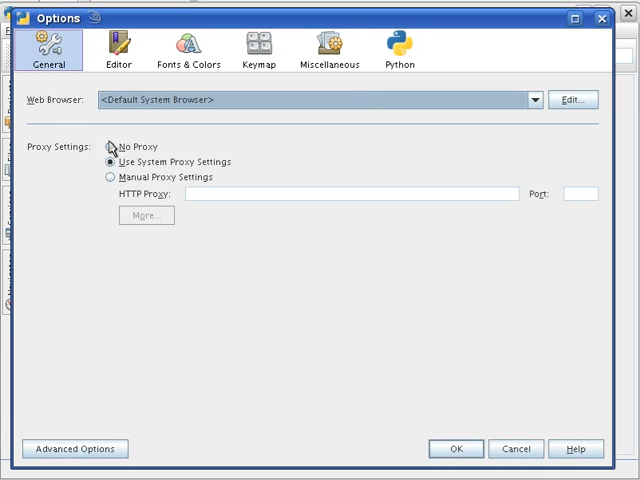 Options
General
Editor
Fonts & Colors
Keymap
Miscellaneous
Python
Web Browser: <Default System Browser> Edit...
Proxy Settings: No Proxy
Use System Proxy Settings
Manual Proxy Settings
HTTP Proxy: Port:
More...
Advanced Options OK Cancel Help